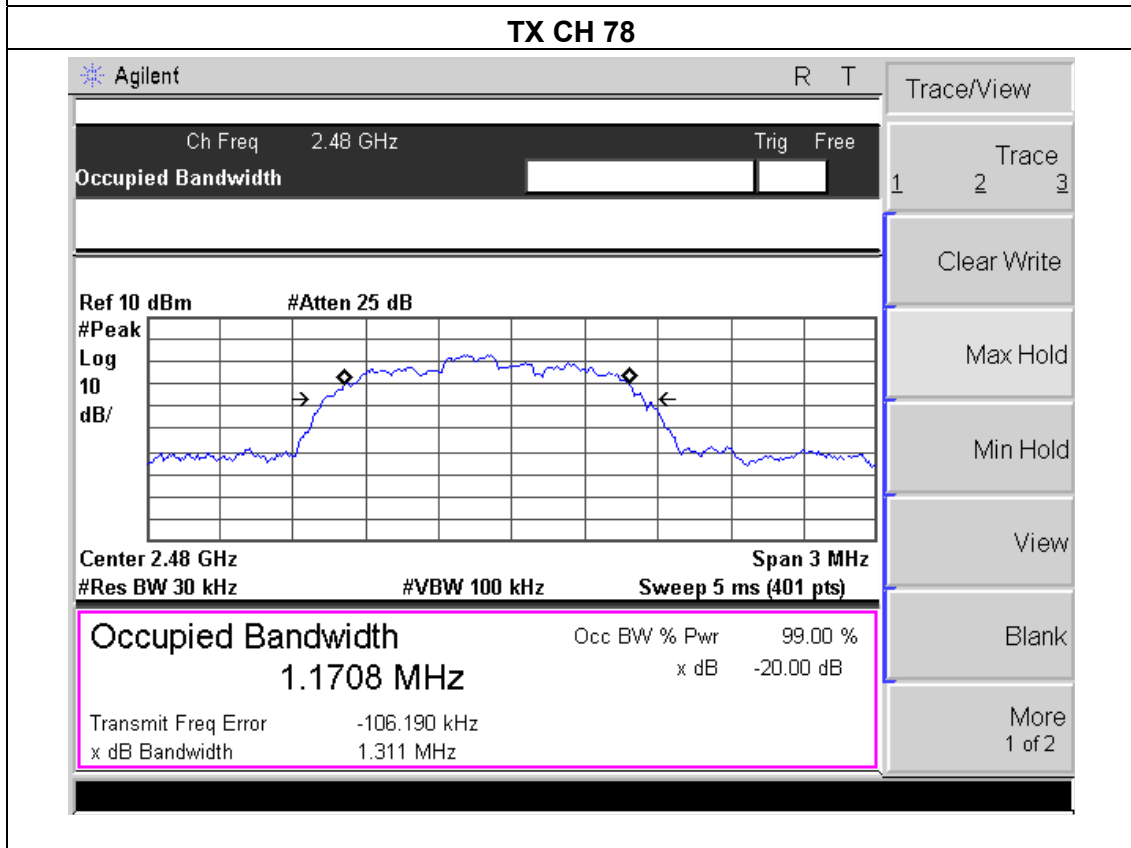 TX CH 78
Agilent R T
Trace/View
Ch Freq 2.48 GHz Trig Free
Occupied Bandwidth
Trace
1 2 3
Clear Write
Ref 10 dBm #Atten 25 dB
#Peak
Log
10
dB/
Max Hold
Min Hold
View
Center 2.48 GHz Span 3 MHz
#Res BW 30 kHz #VBW 100 kHz Sweep 5 ms (401 pts)
Occupied Bandwidth Occ BW % Pwr 99.00 %
1.1708 MHz x dB -20.00 dB
Blank
Transmit Freq Error -106.190 kHz
x dB Bandwidth 1.311 MHz
More
1 of 2